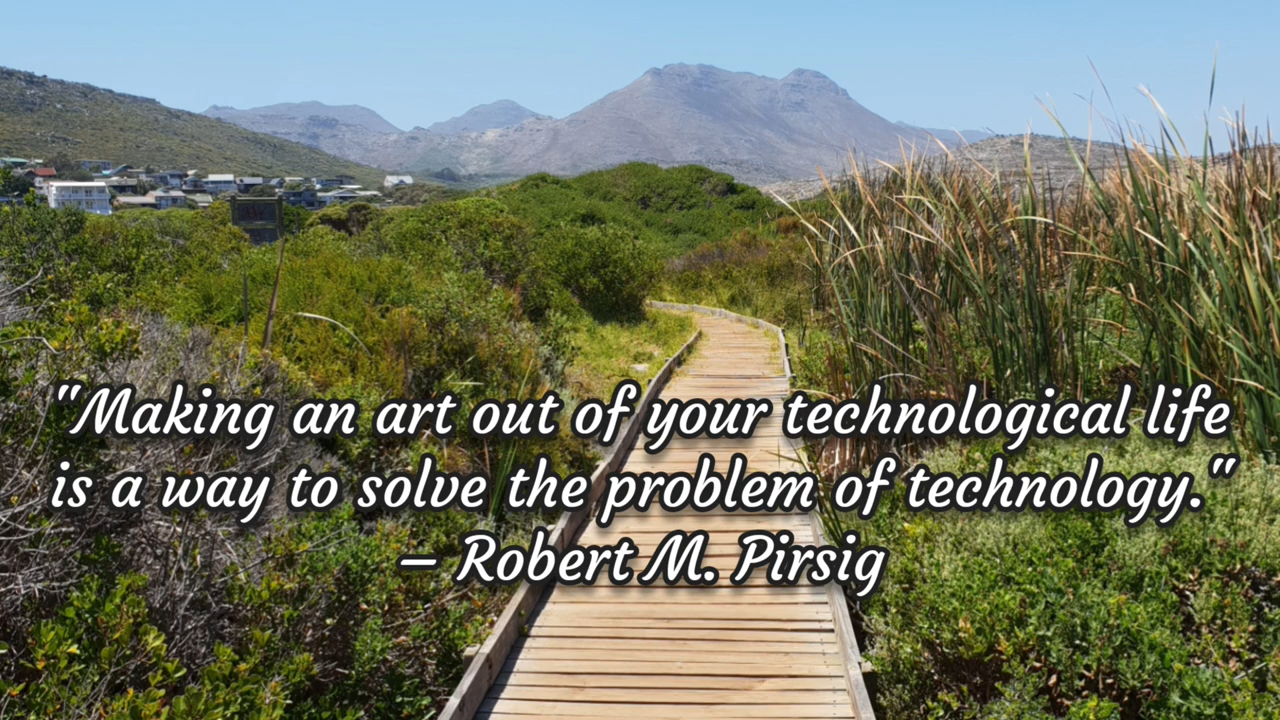 "Making an art out of your technological life
is a way to solve the problem of technology."
– Robert M. Pirsig